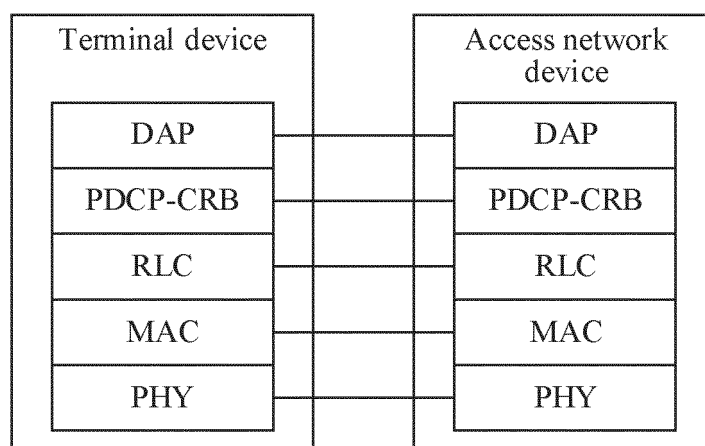 Terminal device
DAP
PDCP-CRB
RLC
MAC
PHY
Access network
device
DAP
PDCP-CRB
RLC
MAC
PHY